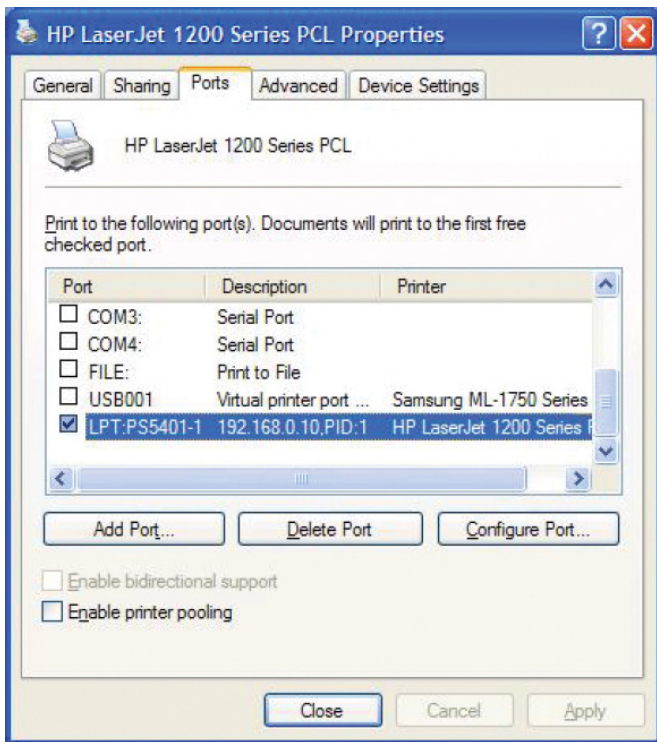 HP LaserJet 1200 Series PCL Properties
General Sharing Ports Advanced Device Settings
HP LaserJet 1200 Series PCL
Print to the following port(s). Documents will print to the first free
checked port.
Port Description Printer
COM3: Serial Port
COM4: Serial Port
FILE: Print to File
USB001 Virtual printer port ... Samsung ML-1750 Series
LPT:PS5401-1 192.168.0.10,PID:1 HP LaserJet 1200 Series
Add Port... Delete Port Configure Port...
Enable bidirectional support
Enable printer pooling
Close Cancel Apply